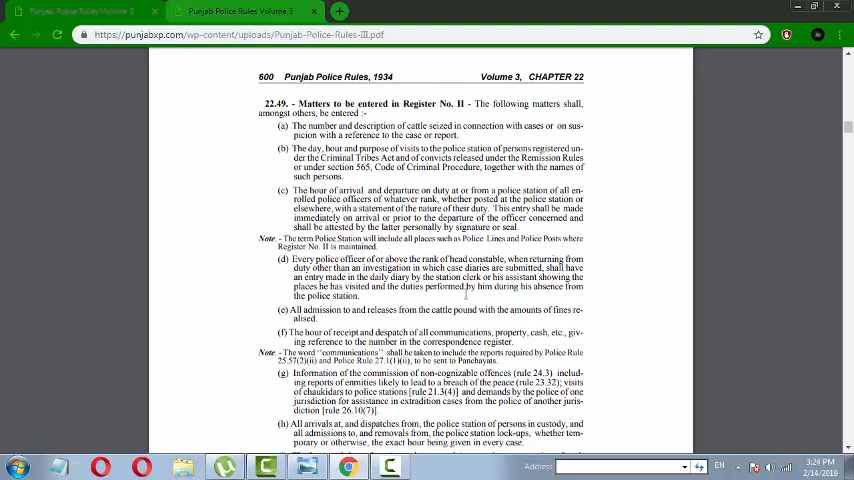 Punjab Police Rules Volume 3
Punjab Police Rules Volume 3
https://punjabxp.com/wp-content/uploads/Punjab-Police-Rules-III.pdf
600 Punjab Police Rules, 1934 Volume 3, CHAPTER 22
22.49. - Matters to be entered in Register No. II - The following matters shall,
amongst others, be entered :-
(a) The number and description of cattle seized in connection with cases or on sus-
picion with a reference to the case or report.
(b) The day, hour and purpose of visits to the police station of persons registered un-
der the Criminal Tribes Act and of convicts released under the Remission Rules
or under section 565, Code of Criminal Procedure, together with the names of
such persons.
(c) The hour of arrival and departure on duty at or from a police station of all en-
rolled police officers of whatever rank, whether posted at the police station or
elsewhere, with a statement of the nature of their duty. This entry shall be made
immediately on arrival or prior to the departure of the officer concerned and
shall be attested by the latter personally by signature or seal.
Note. - The term Police Station will include all places such as Police Lines and Police Posts where
Register No. II is maintained.
(d) Every police officer of or above the rank of head constable, when returning from
duty other than an investigation in which case diaries are submitted, shall have
an entry made in the daily diary by the station clerk or his assistant showing the
places he has visited and the duties performed by him during his absence from
the police station.
(e) All admission to and releases from the cattle pound with the amounts of fines re-
alised.
(f) The hour of receipt and despatch of all communications, property, cash, etc., giv-
ing reference to the number in the correspondence register.
Note. - The word ''communications'' shall be taken to include the reports required by Police Rule
25.57(2)(ii) and Police Rule 27.1(1)(ii), to be sent to Panchayats.
(g) Information of the commission of non-cognizable offences (rule 24.3) includ-
ing reports of enmities likely to lead to a breach of the peace (rule 23.32); visits
of chaukidars to police stations [rule 21.3(4)] and demands by the police of one
jurisdiction for assistance in extradition cases from the police of another juris-
diction [rule 26.10(7)].
(h) All arrivals at, and dispatches from, the police station of persons in custody, and
all admissions to, and removals from, the police station lock-ups, whether tem-
porary or otherwise, the exact hour being given in every case.
Address
EN
3:24 PM
2/14/2019